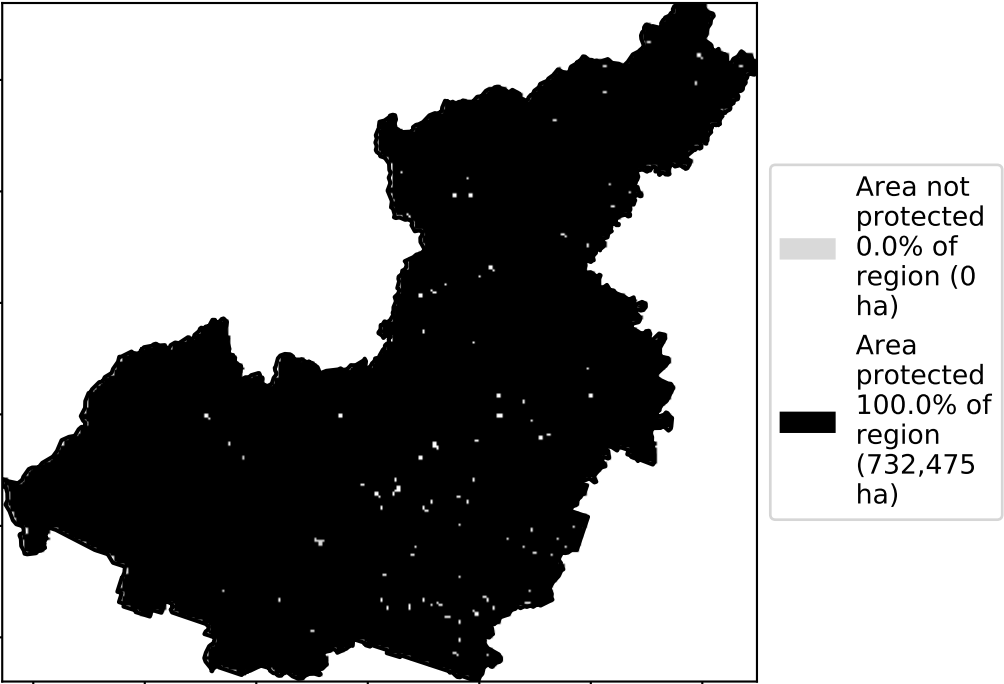 Area not
protected
0.0% of
region (0
ha)
Area
protected
100.0% of
region
(732,475
ha)